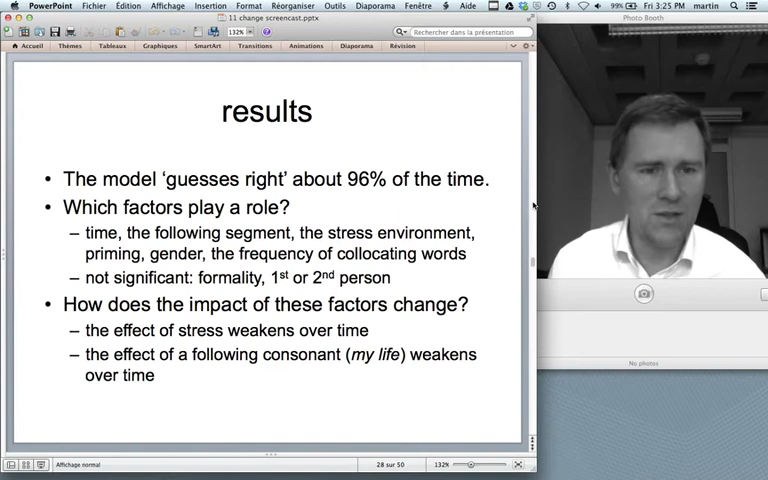 PowerPoint Fichier Édition Affichage Insertion Format Réorganiser Outils Diaporama Fenêtre Aide 99% Fri 3:25 PM martin
11 change screencast.pptx
Photo Booth
132%
Rechercher dans la présentation
Accueil Thèmes Tableaux Graphiques SmartArt Transitions Animations Diaporama Révision
results
• The model ‘guesses right’ about 96% of the time.
• Which factors play a role?
– time, the following segment, the stress environment,
priming, gender, the frequency of collocating words
– not significant: formality, 1st or 2nd person
• How does the impact of these factors change?
– the effect of stress weakens over time
– the effect of a following consonant (my life) weakens
over time
No photos
Affichage normal 28 sur 50 132%